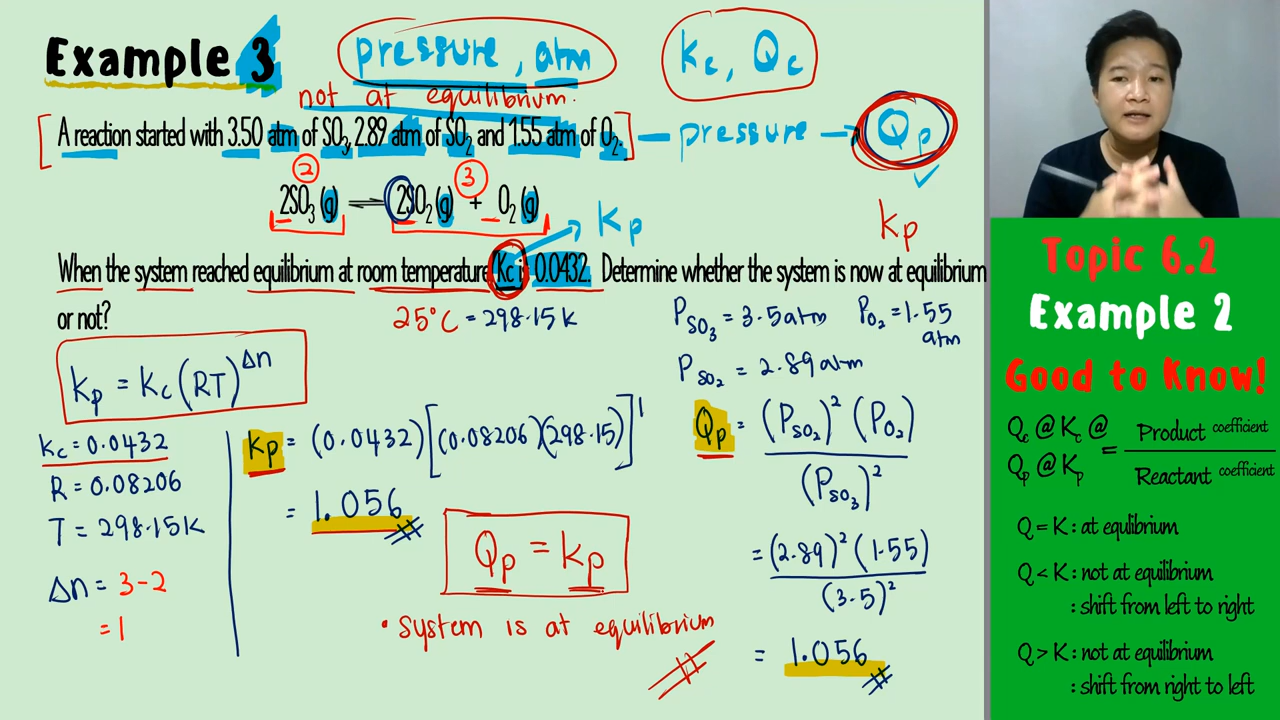 Example 3
pressure, atm
Kc, Qc
not at equilibrium.
[A reaction started with 3.50 atm of SO3, 2.89 atm of SO2 and 1.55 atm of O2.] — pressure → Qp ✓
② ③
2SO3 (g) ⇌ 2SO2 (g) + O2 (g)
Kp
Kp
When the system reached equilibrium at room temperature Kc is 0.0432. Determine whether the system is now at equilibrium
or not?
25°C = 298.15K
PSO3 = 3.5atm PO2 = 1.55 atm
PSO2 = 2.89atm
Kp = Kc (RT)^Δn
Kc = 0.0432
R = 0.08206
T = 298.15K
Δn = 3-2
= 1
Kp = (0.0432) [(0.08206)(298.15)]^1
= 1.056
Qp = Kp
• System is at equilibrium
Qp = (PSO2)^2 (PO2)
(PSO3)^2
= (2.89)^2 (1.55)
(3.5)^2
= 1.056
Topic 6.2
Example 2
Good to Know!
Qc @ Kc @
Qp @ Kp
= Product coefficient
Reactant coefficient
Q = K : at equlibrium
Q < K : not at equilibrium
: shift from left to right
Q > K : not at equilibrium
: shift from right to left